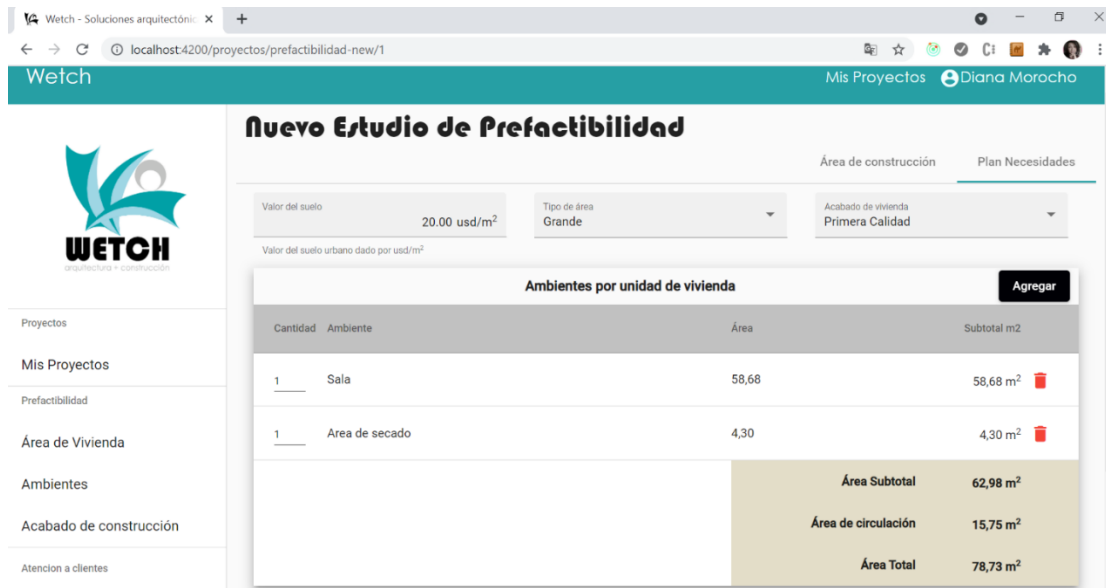 Wetch - Soluciones arquitectónic
localhost:4200/proyectos/prefactibilidad-new/1
Wetch
Mis Proyectos Diana Morocho
WETCH
arquitectura + construcción
Proyectos
Mis Proyectos
Prefactibilidad
Área de Vivienda
Ambientes
Acabado de construcción
Atencion a clientes
Nuevo Estudio de Prefactibilidad
Área de construcción Plan Necesidades
Valor del suelo
20.00 usd/m²
Valor del suelo urbano dado por usd/m²
Tipo de área
Grande
Acabado de vivienda
Primera Calidad
Ambientes por unidad de vivienda Agregar
Cantidad Ambiente Área Subtotal m2
1 Sala 58,68 58,68 m²
1 Area de secado 4,30 4,30 m²
Área Subtotal 62,98 m²
Área de circulación 15,75 m²
Área Total 78,73 m²